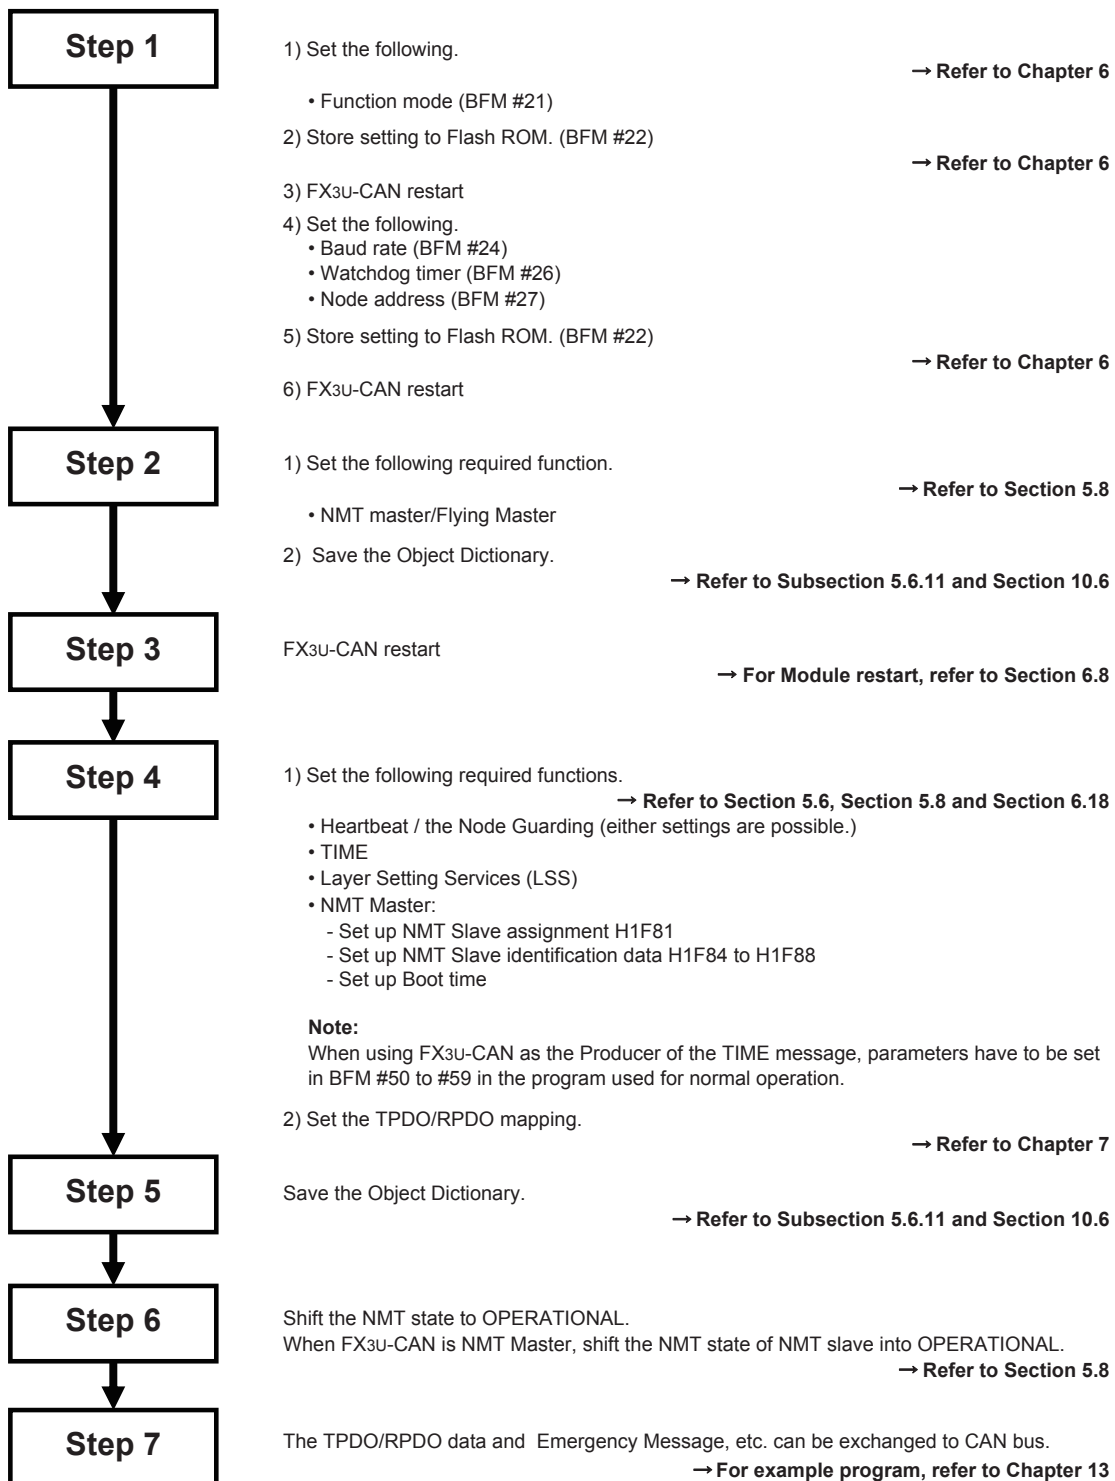 Step 1
1) Set the following.
→ Refer to Chapter 6
• Function mode (BFM #21)
2) Store setting to Flash ROM. (BFM #22)
→ Refer to Chapter 6
3) FX3U-CAN restart
4) Set the following.
• Baud rate (BFM #24)
• Watchdog timer (BFM #26)
• Node address (BFM #27)
5) Store setting to Flash ROM. (BFM #22)
→ Refer to Chapter 6
6) FX3U-CAN restart
Step 2
1) Set the following required function.
→ Refer to Section 5.8
• NMT master/Flying Master
2) Save the Object Dictionary.
→ Refer to Subsection 5.6.11 and Section 10.6
Step 3
FX3U-CAN restart
→ For Module restart, refer to Section 6.8
Step 4
1) Set the following required functions.
→ Refer to Section 5.6, Section 5.8 and Section 6.18
• Heartbeat / the Node Guarding (either settings are possible.)
• TIME
• Layer Setting Services (LSS)
• NMT Master:
- Set up NMT Slave assignment H1F81
- Set up NMT Slave identification data H1F84 to H1F88
- Set up Boot time
Note:
When using FX3U-CAN as the Producer of the TIME message, parameters have to be set
in BFM #50 to #59 in the program used for normal operation.
2) Set the TPDO/RPDO mapping.
→ Refer to Chapter 7
Step 5
Save the Object Dictionary.
→ Refer to Subsection 5.6.11 and Section 10.6
Step 6
Shift the NMT state to OPERATIONAL.
When FX3U-CAN is NMT Master, shift the NMT state of NMT slave into OPERATIONAL.
→ Refer to Section 5.8
Step 7
The TPDO/RPDO data and Emergency Message, etc. can be exchanged to CAN bus.
→ For example program, refer to Chapter 13